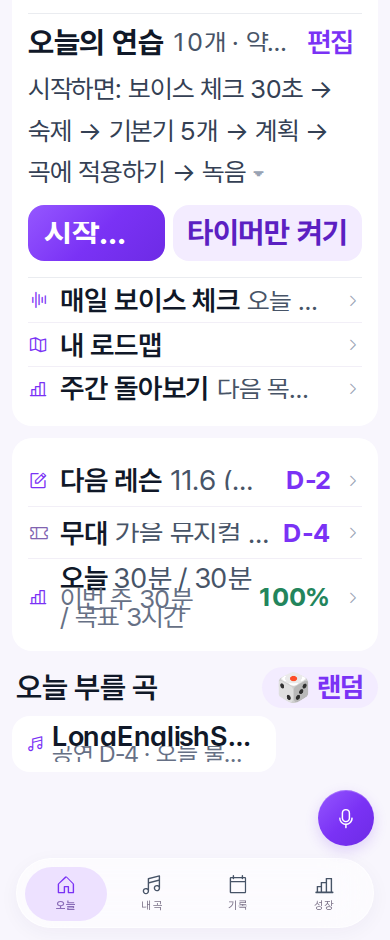 오늘의 연습 10개 · 약... 편집
시작하면: 보이스 체크 30초 →
숙제 → 기본기 5개 → 계획 →
곡에 적용하기 → 녹음
시작... 타이머만 켜기
매일 보이스 체크 오늘 ...
내 로드맵
주간 돌아보기 다음 목...
다음 레슨 11.6 (... D-2
무대 가을 뮤지컬 ... D-4
오늘 30분 / 30분 100%
이번 주 30분
/ 목표 3시간
오늘 부를 곡 🎲 랜덤
LongEnglishS...
공연 D-4 · 오늘 불...
오늘 내 곡 기록 성장